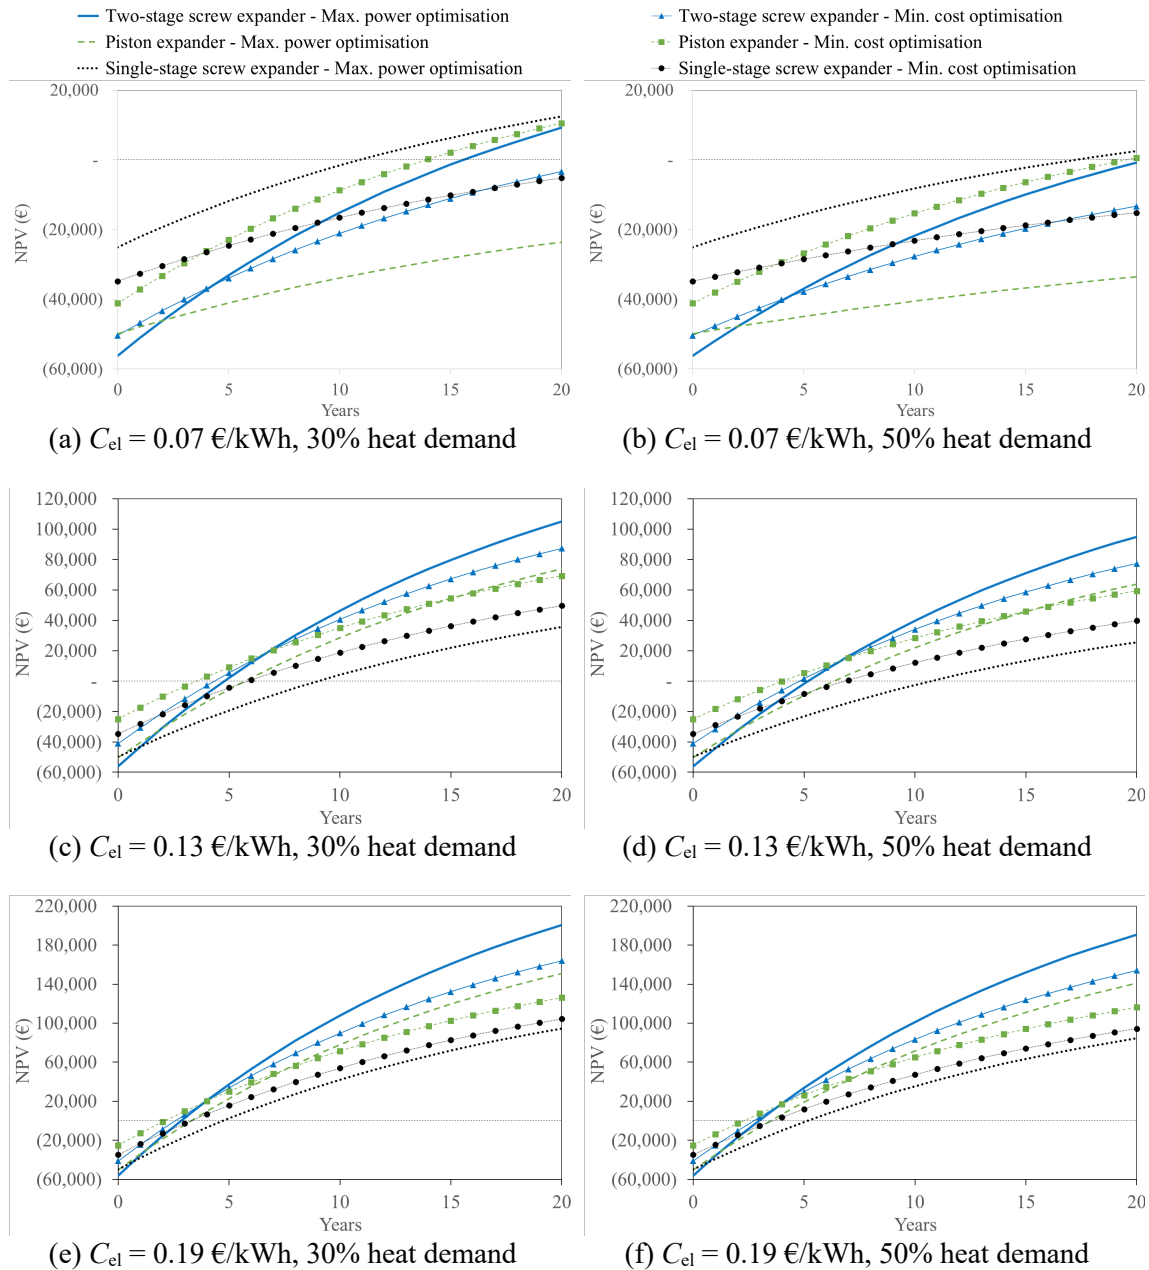 Two-stage screw expander - Max. power optimisation
Piston expander - Max. power optimisation
Single-stage screw expander - Max. power optimisation
Two-stage screw expander - Min. cost optimisation
Piston expander - Min. cost optimisation
Single-stage screw expander - Min. cost optimisation
20,000
-
(20,000)
(40,000)
(60,000)
NPV (€)
0 5 10 15 20
Years
(a) Cel = 0.07 €/kWh, 30% heat demand
20,000
-
(20,000)
(40,000)
(60,000)
NPV (€)
0 5 10 15 20
Years
(b) Cel = 0.07 €/kWh, 50% heat demand
120,000
100,000
80,000
60,000
40,000
20,000
-
(20,000)
(40,000)
(60,000)
NPV (€)
0 5 10 15 20
Years
(c) Cel = 0.13 €/kWh, 30% heat demand
120,000
100,000
80,000
60,000
40,000
20,000
-
(20,000)
(40,000)
(60,000)
NPV (€)
0 5 10 15 20
Years
(d) Cel = 0.13 €/kWh, 50% heat demand
220,000
180,000
140,000
100,000
60,000
20,000
(20,000)
(60,000)
NPV (€)
0 5 10 15 20
Years
(e) Cel = 0.19 €/kWh, 30% heat demand
220,000
180,000
140,000
100,000
60,000
20,000
(20,000)
(60,000)
NPV (€)
0 5 10 15 20
Years
(f) Cel = 0.19 €/kWh, 50% heat demand